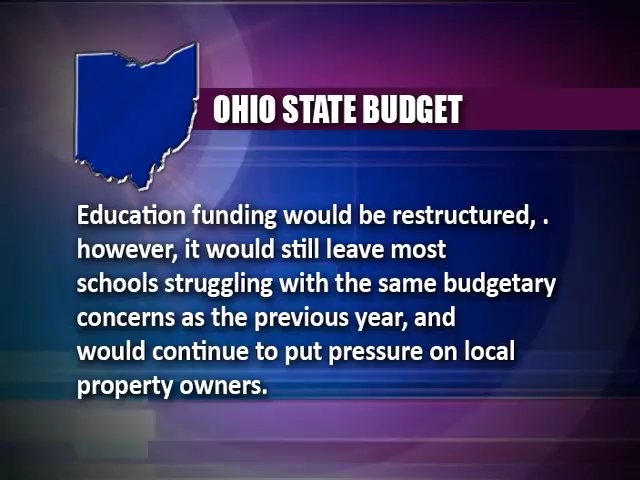 OHIO STATE BUDGET
Education funding would be restructured, .
however, it would still leave most
schools struggling with the same budgetary
concerns as the previous year, and
would continue to put pressure on local
property owners.